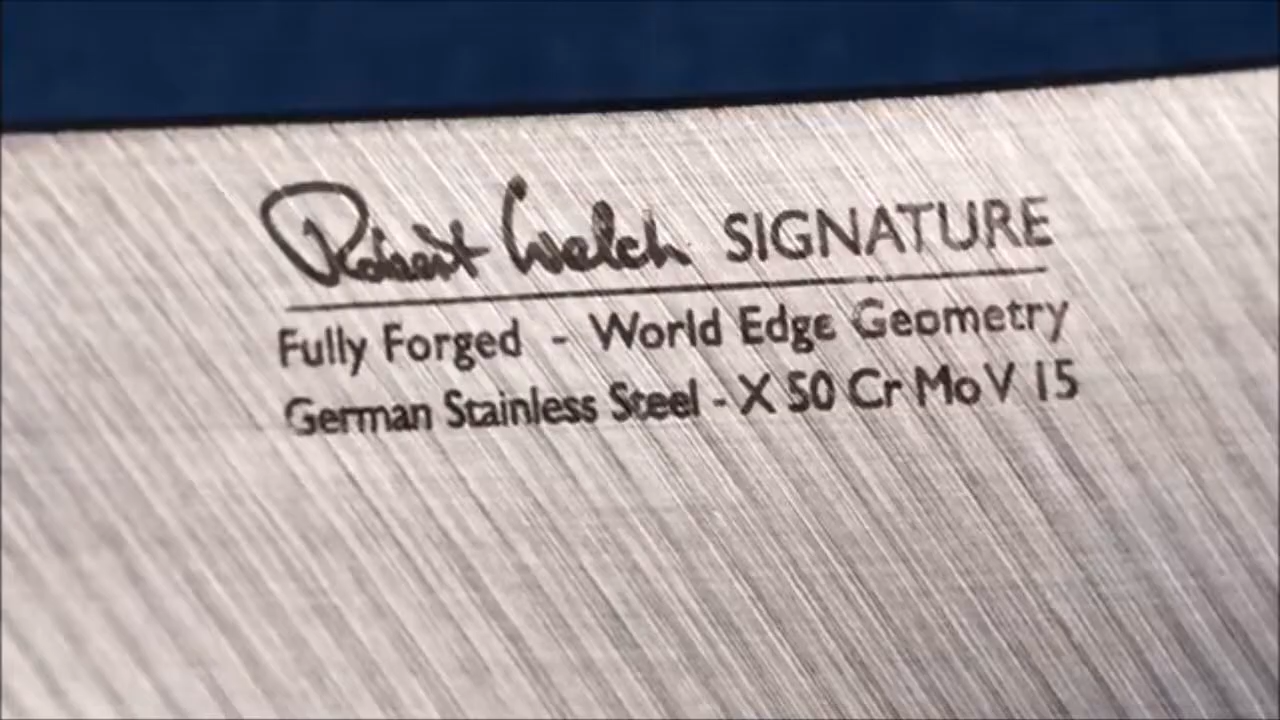 Robert Welch SIGNATURE
Fully Forged - World Edge Geometry
German Stainless Steel - X 50 Cr Mo V 15